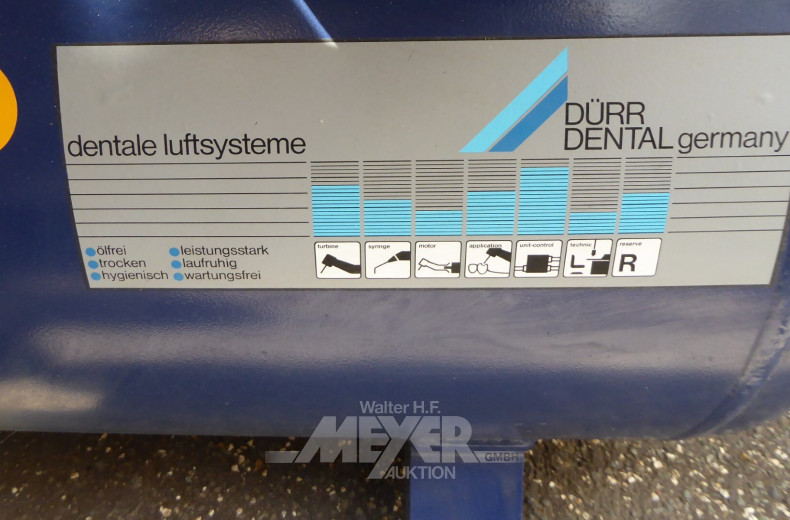 dentale luftsysteme
DÜRR
DENTAL germany
ölfrei leistungsstark
trocken laufruhig
hygienisch wartungsfrei
turbine syringe motor application unit-control technic reserve
L R
Walter H.F.
MEYER
GMBH
AUKTION